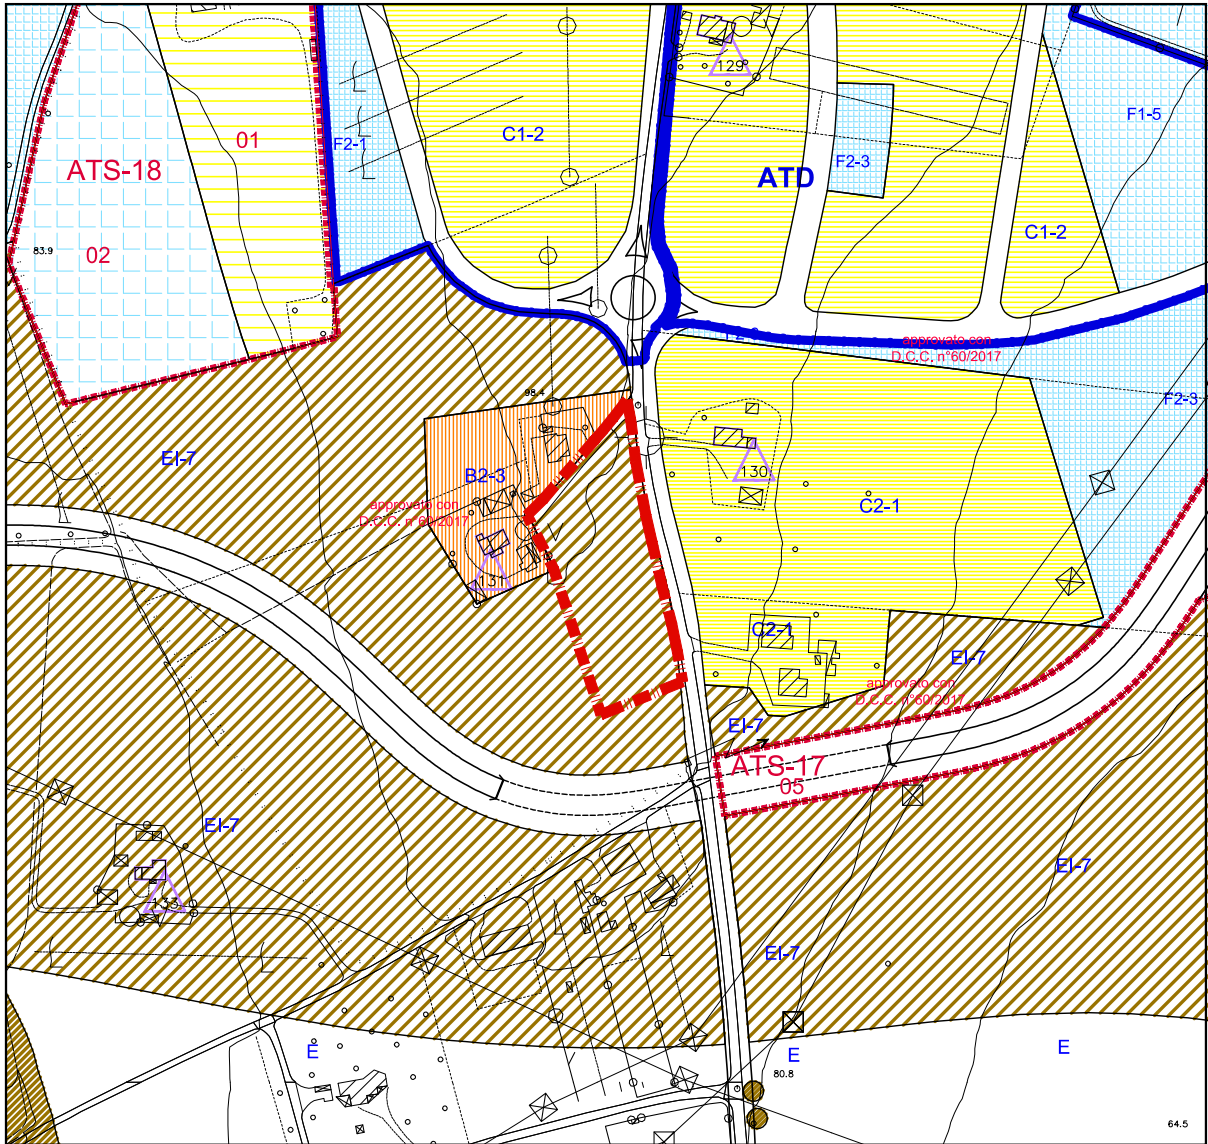 129
F1-5
C1-2
01
F2-1
F2-3
ATS-18
ATD
C1-2
83.9
02
approvato con
D.C.C. n°60/2017
98.4
F2-3
EI-7
B2-3
130
approvato con
D.C.C. n°60/2017
C2-1
131
C2-1
EI-7
approvato con
D.C.C. n°60/2017
EI-7
ATS-17
05
EI-7
EI-7
133
EI-7
E
E
E
80.8
64.5